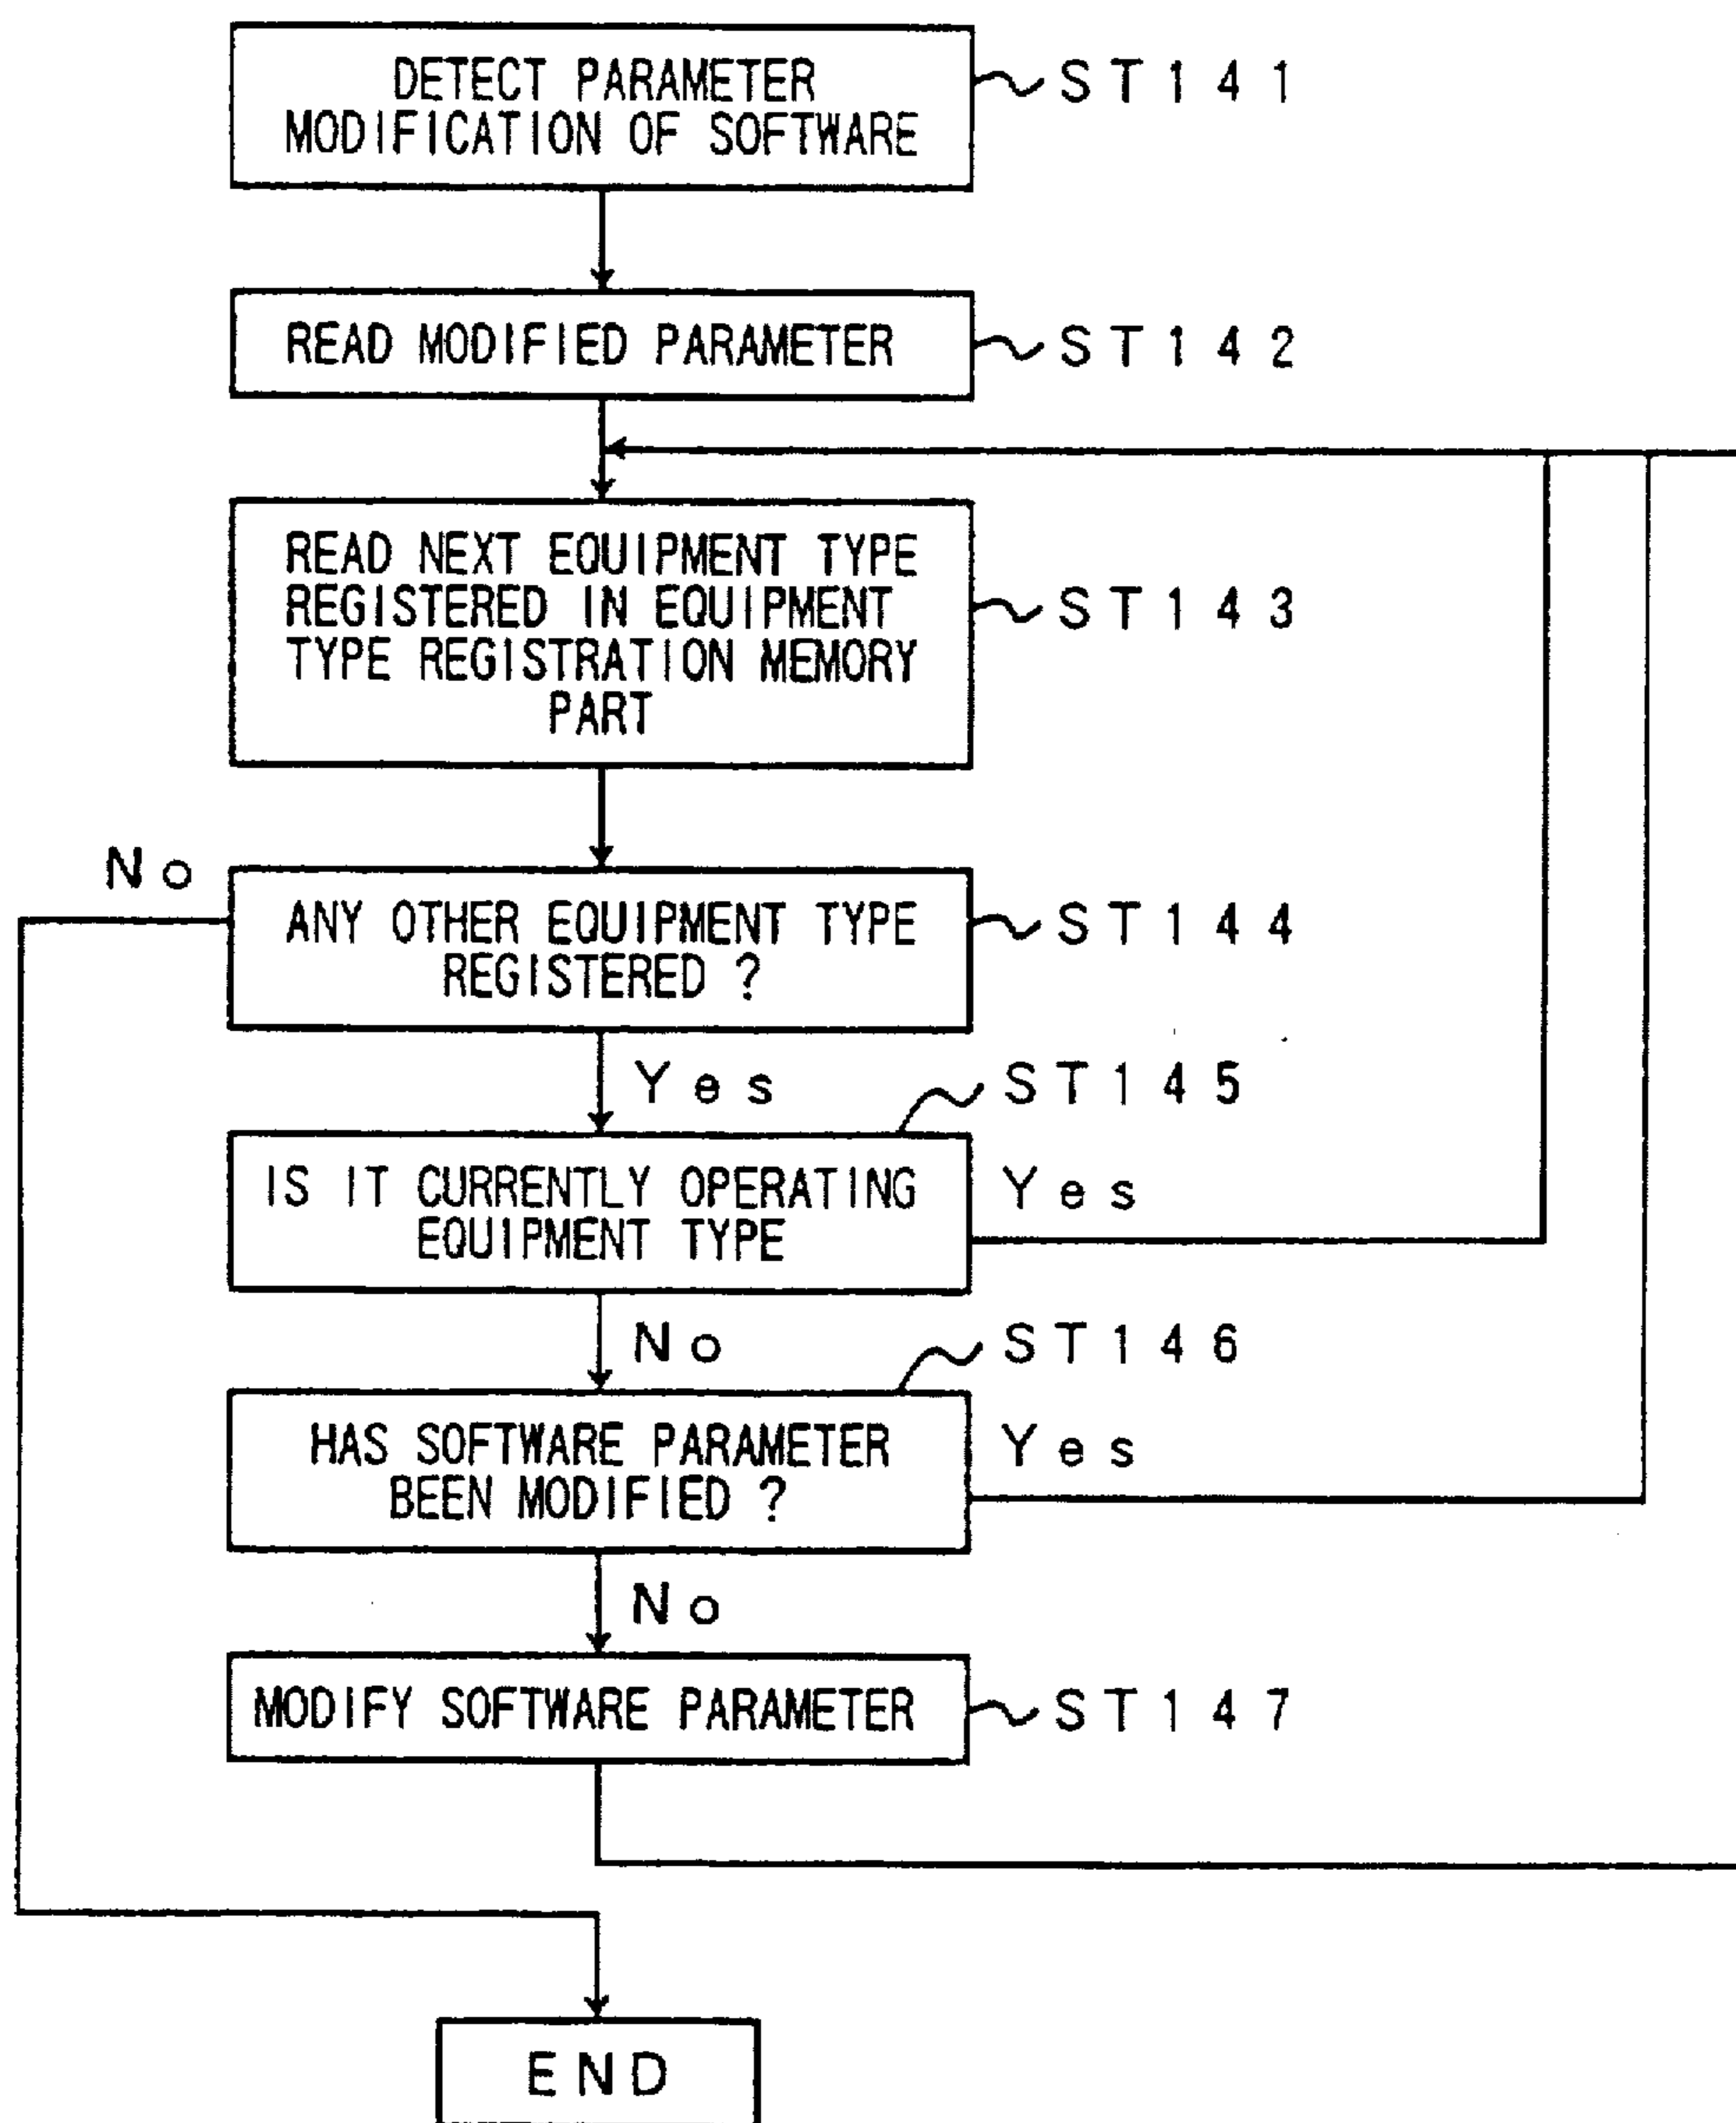 DETECT PARAMETER
MODIFICATION OF SOFTWARE
ST141
READ MODIFIED PARAMETER
ST142
READ NEXT EQUIPMENT TYPE
REGISTERED IN EQUIPMENT
TYPE REGISTRATION MEMORY
PART
ST143
No
ANY OTHER EQUIPMENT TYPE
REGISTERED ?
ST144
Yes
ST145
IS IT CURRENTLY OPERATING
EQUIPMENT TYPE
Yes
No
ST146
HAS SOFTWARE PARAMETER
BEEN MODIFIED ?
Yes
No
MODIFY SOFTWARE PARAMETER
ST147
END